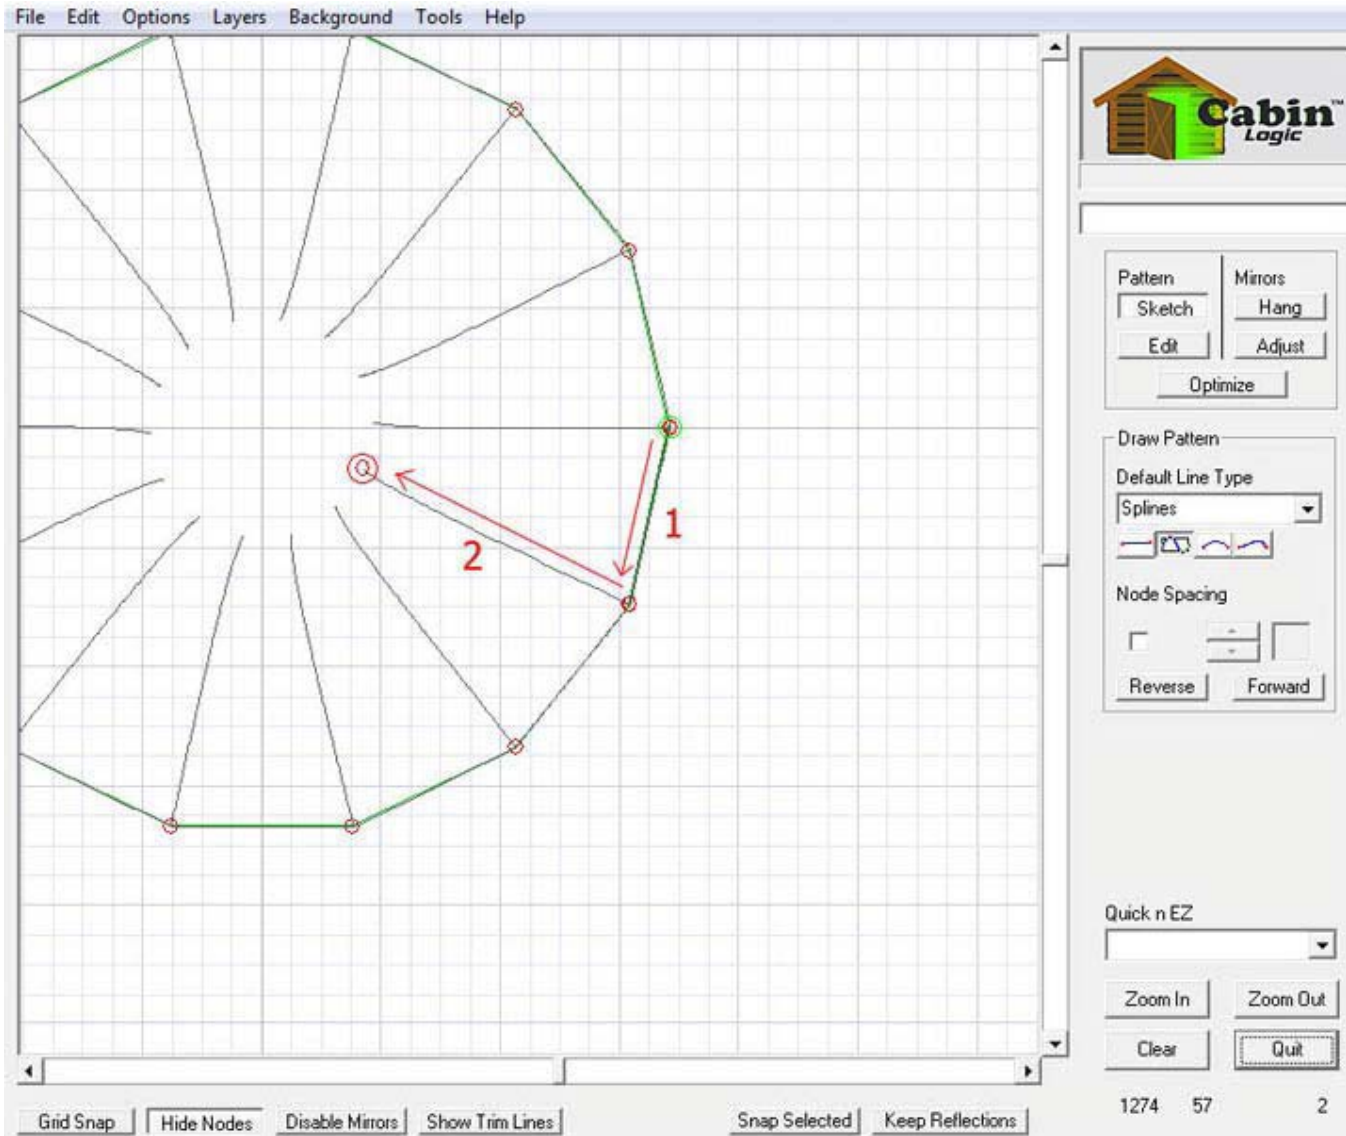 File Edit Options Layers Background Tools Help
Cabin™
Logic
Pattern Mirrors
Sketch Hang
Edit Adjust
Optimize
Draw Pattern
Default Line Type
Splines
1
2
Node Spacing
Reverse Forward
Quick n EZ
Zoom In Zoom Out
Clear Quit
1274 57 2
Grid Snap Hide Nodes Disable Mirrors Show Trim Lines Snap Selected Keep Reflections